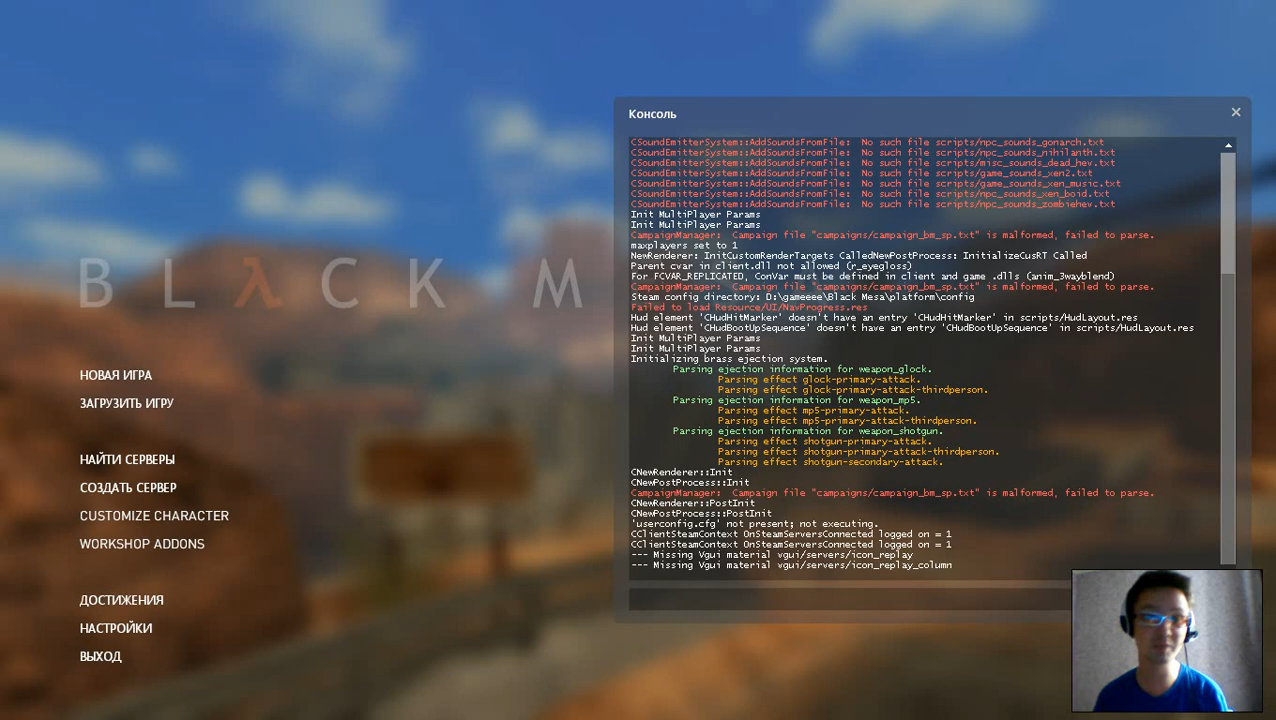 BLλCK M
НОВАЯ ИГРА
ЗАГРУЗИТЬ ИГРУ
НАЙТИ СЕРВЕРЫ
СОЗДАТЬ СЕРВЕР
CUSTOMIZE CHARACTER
WORKSHOP ADDONS
ДОСТИЖЕНИЯ
НАСТРОЙКИ
ВЫХОД
Консоль
CSoundEmitterSystem::AddSoundsFromFile: No such file scripts/npc_sounds_gonarch.txt
CSoundEmitterSystem::AddSoundsFromFile: No such file scripts/npc_sounds_nihilanth.txt
CSoundEmitterSystem::AddSoundsFromFile: No such file scripts/misc_sounds_dead_hev.txt
CSoundEmitterSystem::AddSoundsFromFile: No such file scripts/game_sounds_xen2.txt
CSoundEmitterSystem::AddSoundsFromFile: No such file scripts/game_sounds_xen_music.txt
CSoundEmitterSystem::AddSoundsFromFile: No such file scripts/npc_sounds_xen_boid.txt
CSoundEmitterSystem::AddSoundsFromFile: No such file scripts/npc_sounds_zombiehev.txt
Init MultiPlayer Params
Init MultiPlayer Params
CampaignManager: Campaign file "campaigns/campaign_bm_sp.txt" is malformed, failed to parse.
maxplayers set to 1
NewRenderer: InitCustomRenderTargets CalledNewPostProcess: InitializeCusRT Called
Parent cvar in client.dll not allowed (r_eyegloss)
For FCVAR_REPLICATED, ConVar must be defined in client and game .dlls (anim_3wayblend)
CampaignManager: Campaign file "campaigns/campaign_bm_sp.txt" is malformed, failed to parse.
Steam config directory: D:\gameeee\Black Mesa\platform\config
Failed to load Resource/UI/NavProgress.res
Hud element 'CHudHitMarker' doesn't have an entry 'CHudHitMarker' in scripts/HudLayout.res
Hud element 'CHudBootUpSequence' doesn't have an entry 'CHudBootUpSequence' in scripts/HudLayout.res
Init MultiPlayer Params
Init MultiPlayer Params
Initializing brass ejection system.
Parsing ejection information for weapon_glock.
Parsing effect glock-primary-attack.
Parsing effect glock-primary-attack-thirdperson.
Parsing ejection information for weapon_mp5.
Parsing effect mp5-primary-attack.
Parsing effect mp5-primary-attack-thirdperson.
Parsing ejection information for weapon_shotgun.
Parsing effect shotgun-primary-attack.
Parsing effect shotgun-primary-attack-thirdperson.
Parsing effect shotgun-secondary-attack.
CNewRenderer::Init
CNewPostProcess::Init
CampaignManager: Campaign file "campaigns/campaign_bm_sp.txt" is malformed, failed to parse.
CNewRenderer::PostInit
CNewPostProcess::PostInit
'userconfig.cfg' not present; not executing.
CClientSteamContext OnSteamServersConnected logged on = 1
CClientSteamContext OnSteamServersConnected logged on = 1
--- Missing Vgui material vgui/servers/icon_replay
--- Missing Vgui material vgui/servers/icon_replay_column